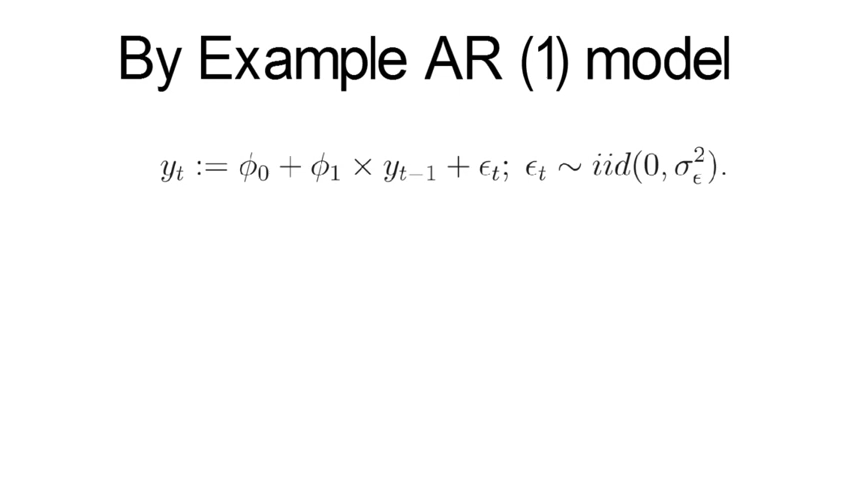 By Example AR (1) model
y_t := ϕ_0 + ϕ_1 × y_{t−1} + ϵ_t; ϵ_t ∼ iid(0, σ_ϵ^2).